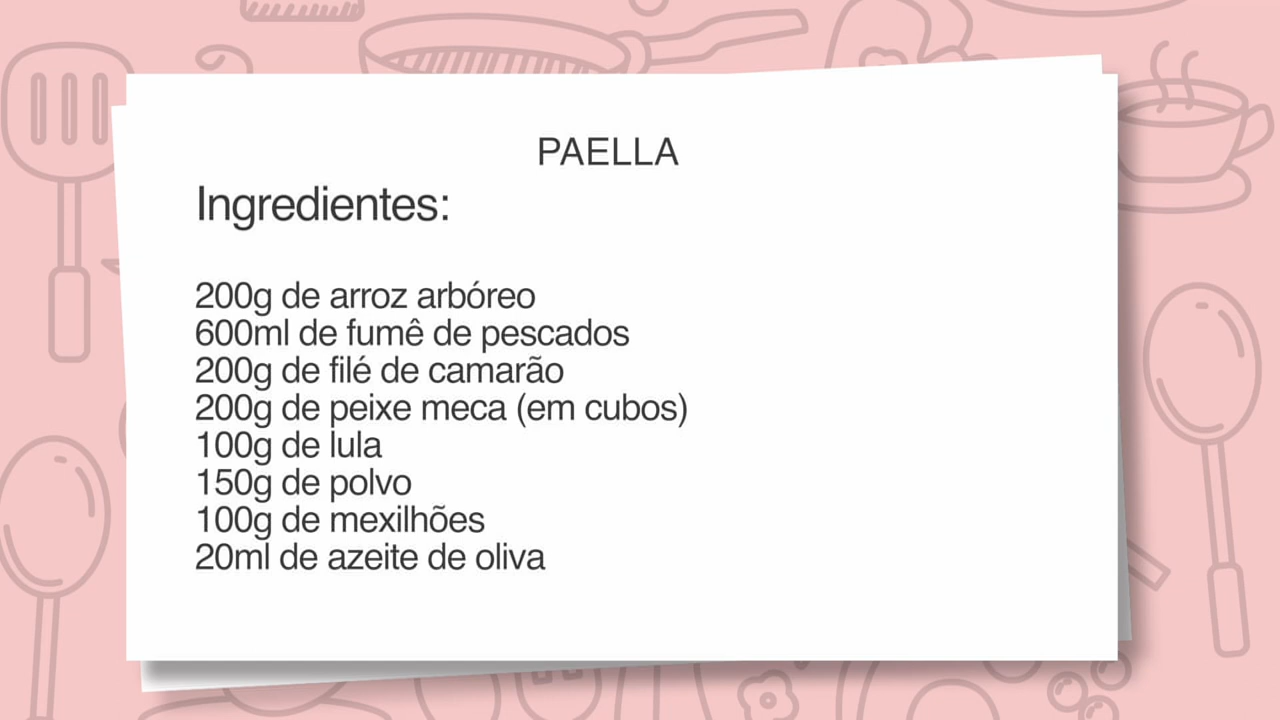 PAELLA
Ingredientes:
200g de arroz arbóreo
600ml de fumê de pescados
200g de filé de camarão
200g de peixe meca (em cubos)
100g de lula
150g de polvo
100g de mexilhões
20ml de azeite de oliva